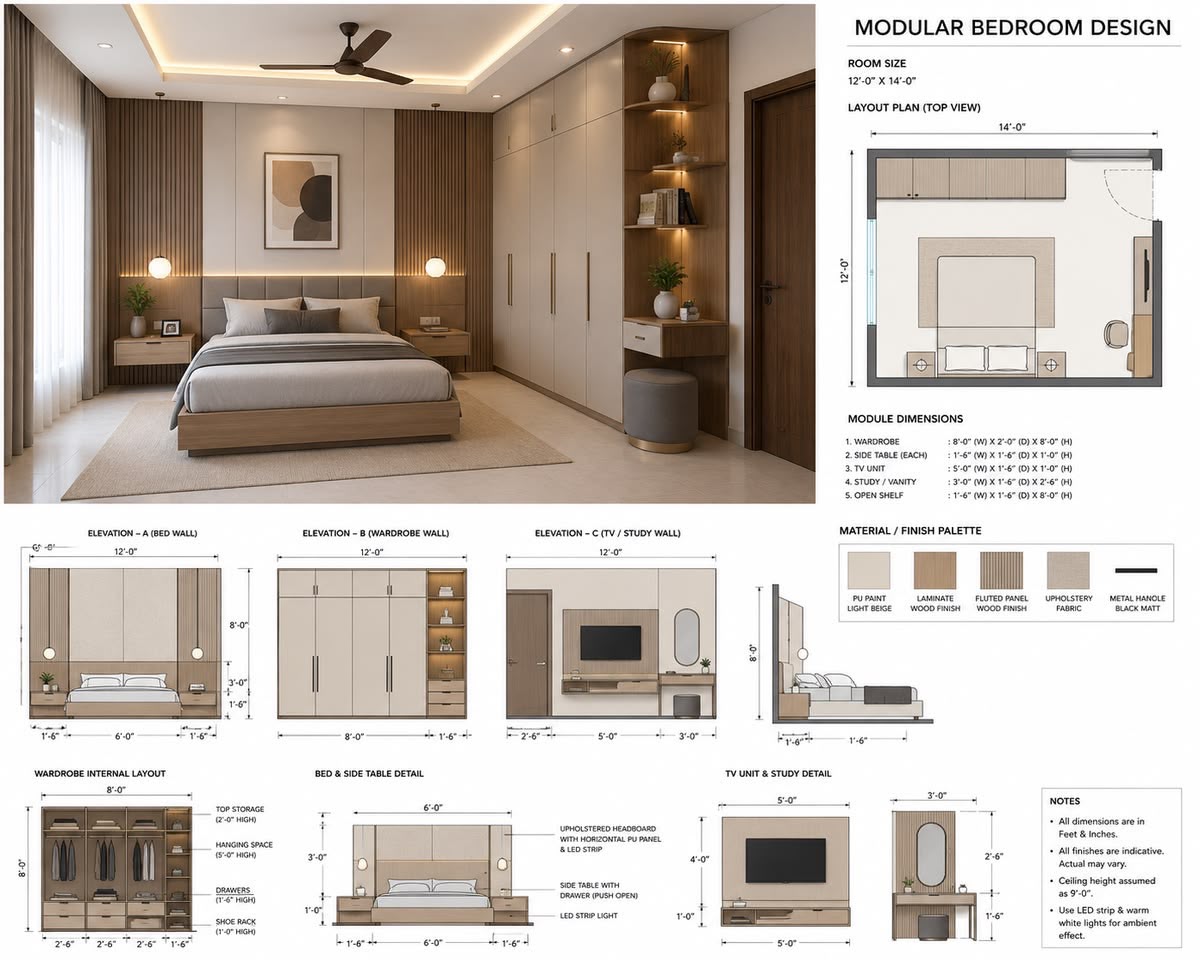 MODULAR BEDROOM DESIGN
ROOM SIZE
12'-0" X 14'-0"
LAYOUT PLAN (TOP VIEW)
14'-0"
12'-0"
MODULE DIMENSIONS
1. WARDROBE : 8'-0" (W) X 2'-0" (D) X 8'-0" (H)
2. SIDE TABLE (EACH) : 1'-6" (W) X 1'-6" (D) X 1'-0" (H)
3. TV UNIT : 5'-0" (W) X 1'-6" (D) X 1'-0" (H)
4. STUDY / VANITY : 3'-0" (W) X 1'-6" (D) X 2'-6" (H)
5. OPEN SHELF : 1'-6" (W) X 1'-6" (D) X 8'-0" (H)
MATERIAL / FINISH PALETTE
PU PAINT
LIGHT BEIGE
LAMINATE
WOOD FINISH
FLUTED PANEL
WOOD FINISH
UPHOLSTERY
FABRIC
METAL HANDLE
BLACK MATT
ELEVATION – A (BED WALL)
12'-0"
8'-0"
3'-0"
1'-6"
1'-6"
6'-0"
1'-6"
ELEVATION – B (WARDROBE WALL)
12'-0"
8'-0"
1'-6"
ELEVATION – C (TV / STUDY WALL)
12'-0"
2'-6"
5'-0"
3'-0"
8'-0"
1'-6"
1'-6"
WARDROBE INTERNAL LAYOUT
8'-0"
8'-0"
TOP STORAGE
(2'-0" HIGH)
HANGING SPACE
(5'-0" HIGH)
DRAWERS
(1'-6" HIGH)
SHOE RACK
(1'-0" HIGH)
2'-6"
2'-6"
2'-6"
1'-6"
BED & SIDE TABLE DETAIL
6'-0"
3'-0"
1'-0"
1'-6"
6'-0"
1'-6"
UPHOLSTERED HEADBOARD
WITH HORIZONTAL PU PANEL
& LED STRIP
SIDE TABLE WITH
DRAWER (PUSH OPEN)
LED STRIP LIGHT
TV UNIT & STUDY DETAIL
5'-0"
4'-0"
1'-0"
5'-0"
3'-0"
2'-6"
1'-6"
NOTES
• All dimensions are in
Feet & Inches.
• All finishes are indicative.
Actual may vary.
• Ceiling height assumed
as 9'-0".
• Use LED strip & warm
white lights for ambient
effect.